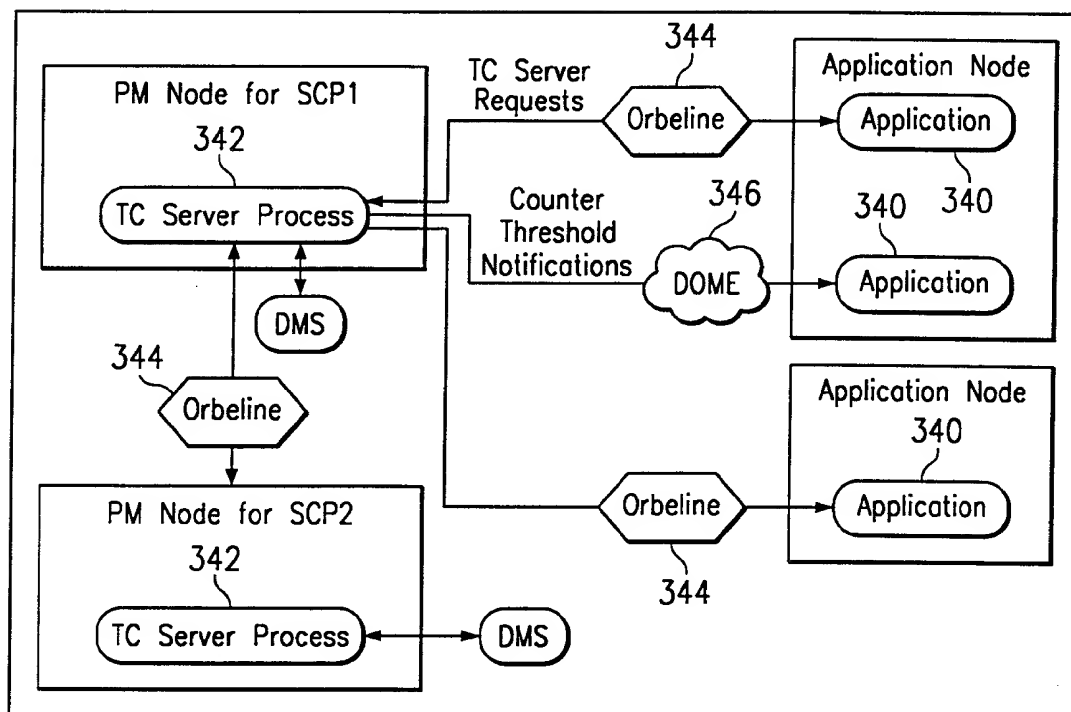 344
TC Server
Requests
Orbeline
Application Node
Application
340
340
Application
PM Node for SCP1
342
TC Server Process
Counter
Threshold
Notifications
346
DOME
DMS
344
Orbeline
Application Node
340
Application
Orbeline
344
PM Node for SCP2
342
TC Server Process
DMS